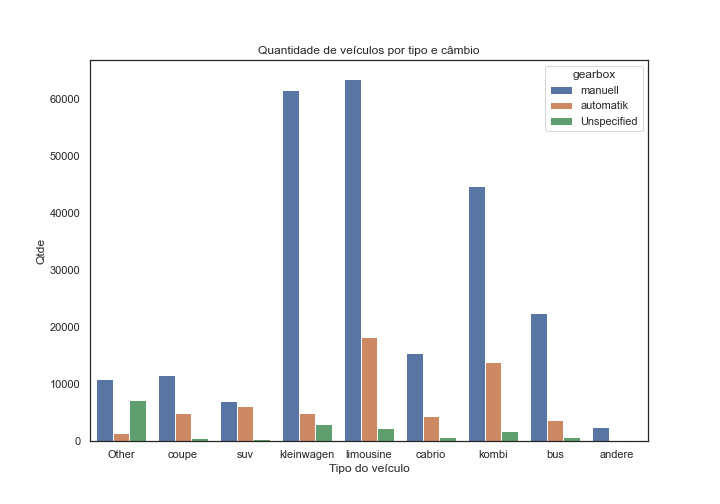 Quantidade de veículos por tipo e câmbio
gearbox
manuell
automatik
Unspecified
60000
50000
40000
30000
20000
10000
0
Qtde
Other coupe suv kleinwagen limousine cabrio kombi bus andere
Tipo do veículo